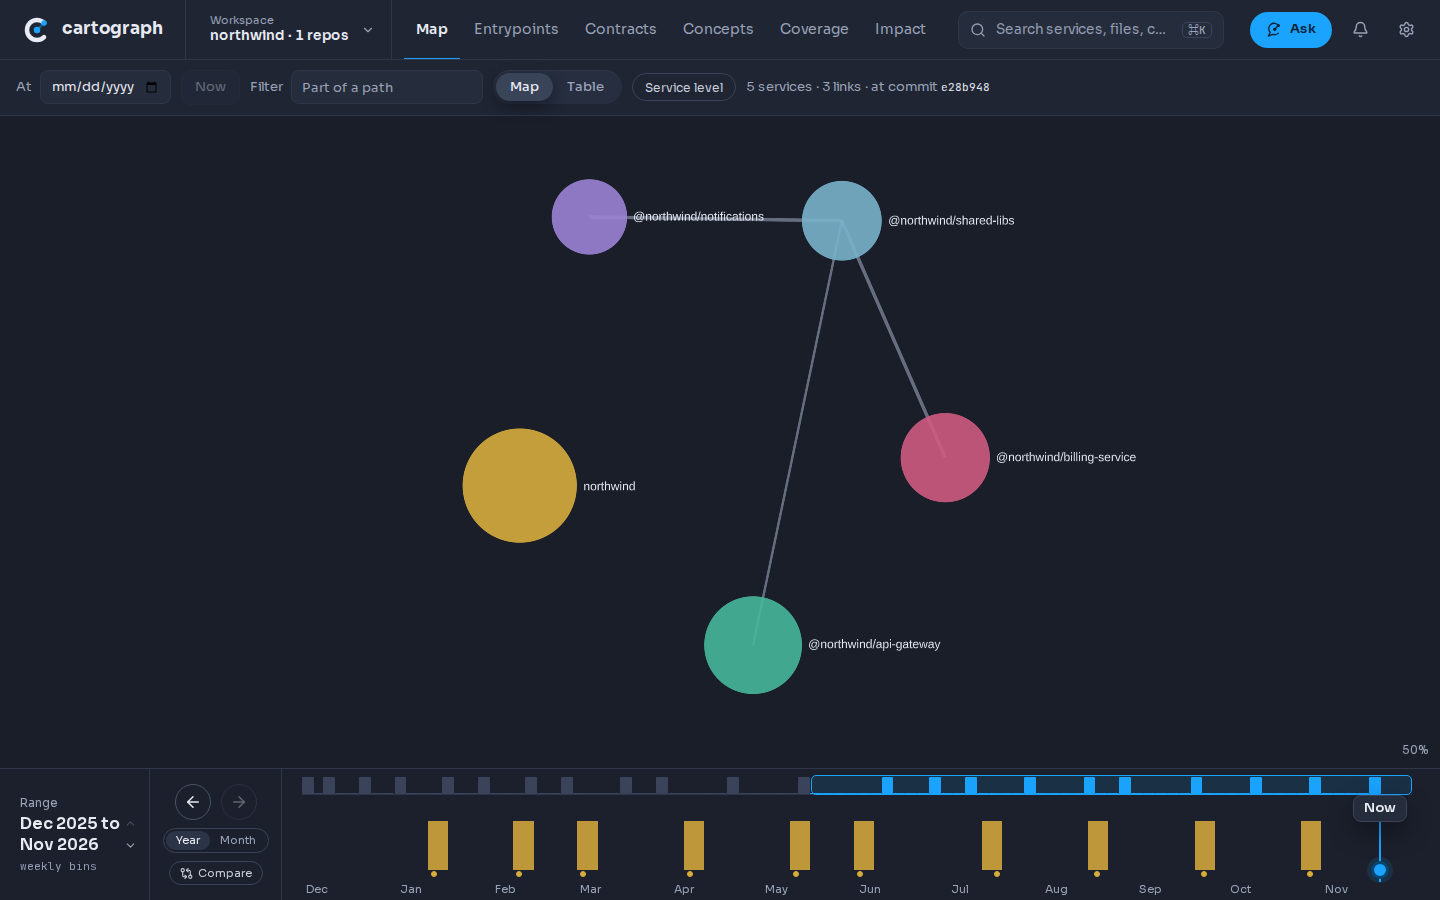 cartograph
Workspace
northwind · 1 repos
Map
Entrypoints
Contracts
Concepts
Coverage
Impact
Search services, files, c...
⌘K
Ask
At
mm/dd/yyyy
Now
Filter
Part of a path
Map
Table
Service level
5 services · 3 links · at commit e28b948
@northwind/notifications
@northwind/shared-libs
@northwind/billing-service
northwind
@northwind/api-gateway
50%
Range
Dec 2025 to
Nov 2026
weekly bins
Year
Month
Compare
Now
Dec
Jan
Feb
Mar
Apr
May
Jun
Jul
Aug
Sep
Oct
Nov